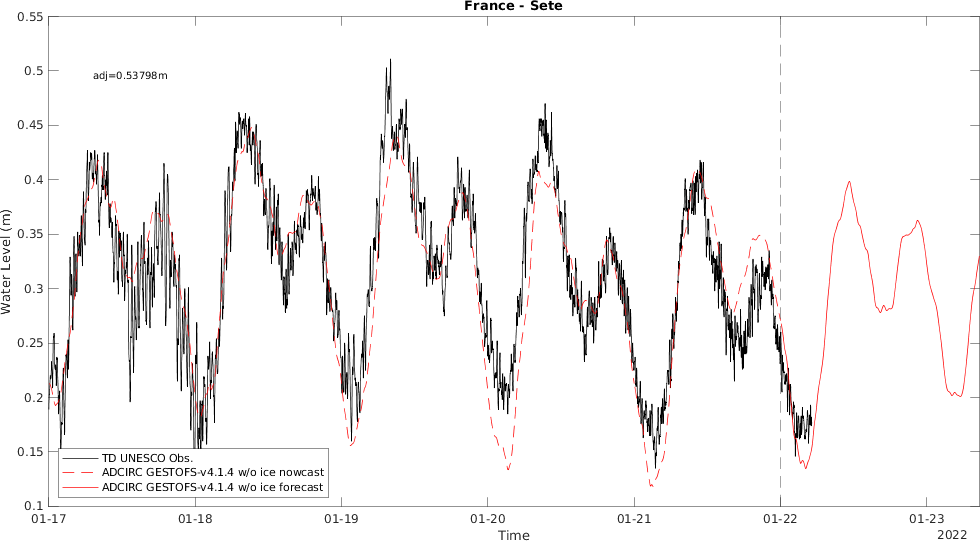 France - Sete
0.55
0.5
0.45
0.4
0.35
0.3
0.25
0.2
0.15
0.1
Water Level (m)
adj=0.53798m
TD UNESCO Obs.
ADCIRC GESTOFS-v4.1.4 w/o ice nowcast
ADCIRC GESTOFS-v4.1.4 w/o ice forecast
01-17 01-18 01-19 01-20 01-21 01-22 01-23
Time
2022